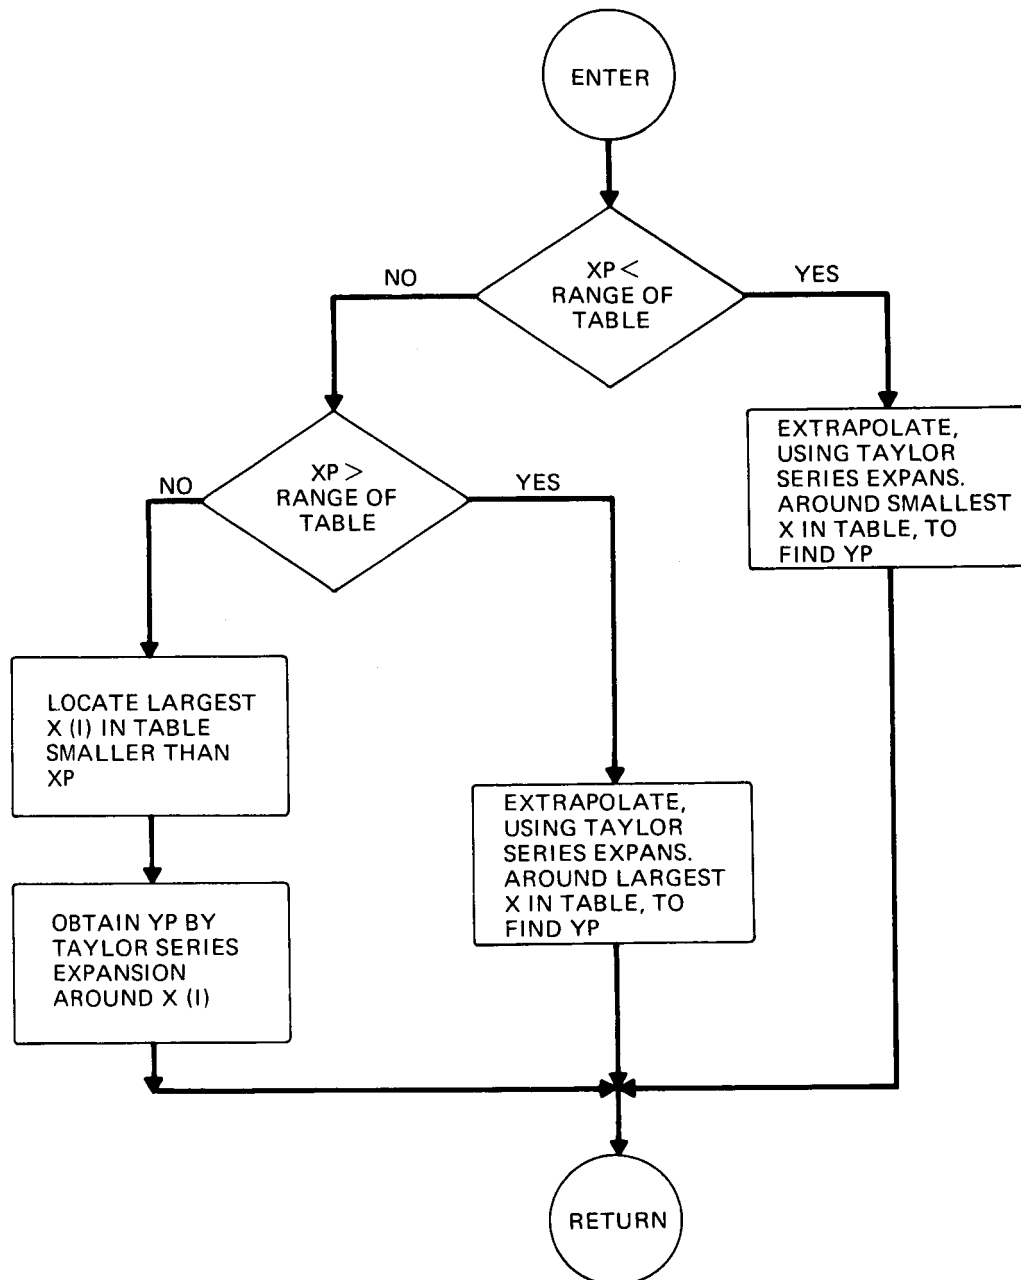 ENTER
XP <
RANGE OF
TABLE
NO
YES
XP >
RANGE OF
TABLE
NO
YES
EXTRAPOLATE,
USING TAYLOR
SERIES EXPANS.
AROUND SMALLEST
X IN TABLE, TO
FIND YP
LOCATE LARGEST
X (I) IN TABLE
SMALLER THAN
XP
EXTRAPOLATE,
USING TAYLOR
SERIES EXPANS.
AROUND LARGEST
X IN TABLE, TO
FIND YP
OBTAIN YP BY
TAYLOR SERIES
EXPANSION
AROUND X (I)
RETURN